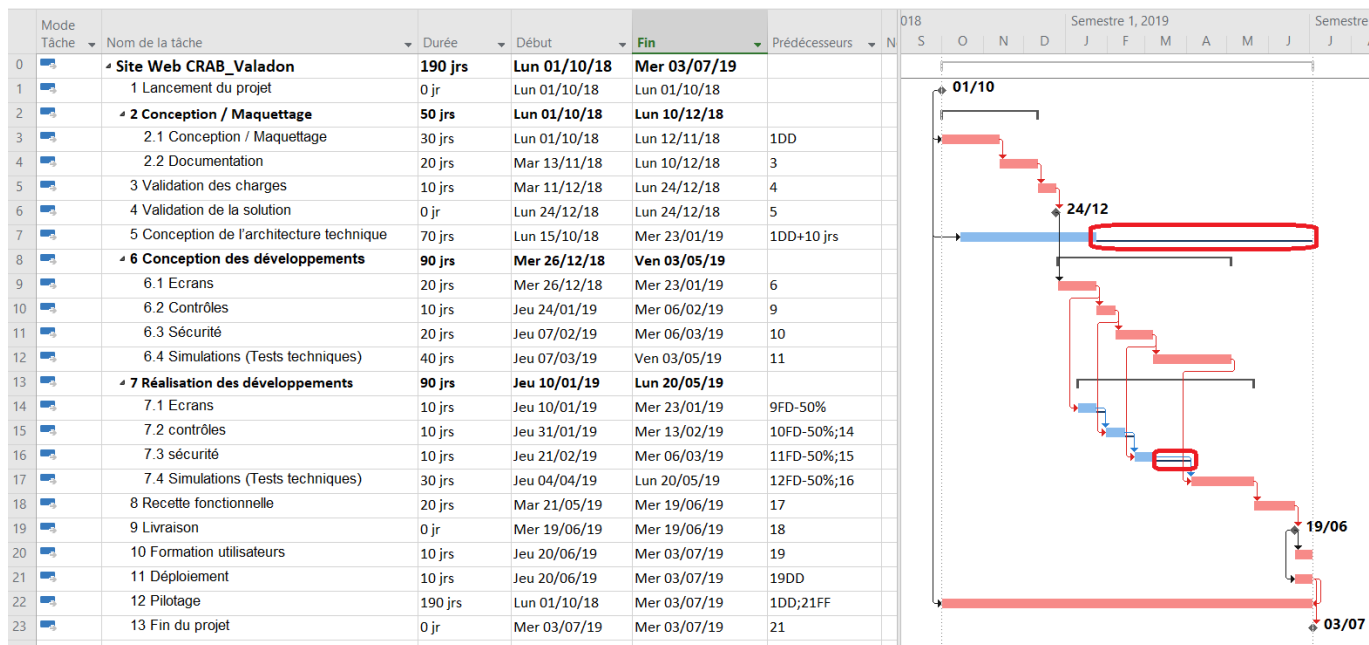 Mode Tâche Nom de la tâche Durée Début Fin Prédécesseurs N 018 Semestre 1, 2019 Semestre
S O N D J F M A M J J
0 Site Web CRAB_Valadon 190 jrs Lun 01/10/18 Mer 03/07/19
1 1 Lancement du projet 0 jr Lun 01/10/18 Lun 01/10/18 01/10
2 2 Conception / Maquettage 50 jrs Lun 01/10/18 Lun 10/12/18
3 2.1 Conception / Maquettage 30 jrs Lun 01/10/18 Lun 12/11/18 1DD
4 2.2 Documentation 20 jrs Mar 13/11/18 Lun 10/12/18 3
5 3 Validation des charges 10 jrs Mar 11/12/18 Lun 24/12/18 4
6 4 Validation de la solution 0 jr Lun 24/12/18 Lun 24/12/18 5 24/12
7 5 Conception de l’architecture technique 70 jrs Lun 15/10/18 Mer 23/01/19 1DD+10 jrs
8 6 Conception des développements 90 jrs Mer 26/12/18 Ven 03/05/19
9 6.1 Ecrans 20 jrs Mer 26/12/18 Mer 23/01/19 6
10 6.2 Contrôles 10 jrs Jeu 24/01/19 Mer 06/02/19 9
11 6.3 Sécurité 20 jrs Jeu 07/02/19 Mer 06/03/19 10
12 6.4 Simulations (Tests techniques) 40 jrs Jeu 07/03/19 Ven 03/05/19 11
13 7 Réalisation des développements 90 jrs Jeu 10/01/19 Lun 20/05/19
14 7.1 Ecrans 10 jrs Jeu 10/01/19 Mer 23/01/19 9FD-50%
15 7.2 contrôles 10 jrs Jeu 31/01/19 Mer 13/02/19 10FD-50%;14
16 7.3 sécurité 10 jrs Jeu 21/02/19 Mer 06/03/19 11FD-50%;15
17 7.4 Simulations (Tests techniques) 30 jrs Jeu 04/04/19 Lun 20/05/19 12FD-50%;16
18 8 Recette fonctionnelle 20 jrs Mar 21/05/19 Mer 19/06/19 17
19 9 Livraison 0 jr Mer 19/06/19 Mer 19/06/19 18 19/06
20 10 Formation utilisateurs 10 jrs Jeu 20/06/19 Mer 03/07/19 19
21 11 Déploiement 10 jrs Jeu 20/06/19 Mer 03/07/19 19DD
22 12 Pilotage 190 jrs Lun 01/10/18 Mer 03/07/19 1DD;21FF
23 13 Fin du projet 0 jr Mer 03/07/19 Mer 03/07/19 21 03/07